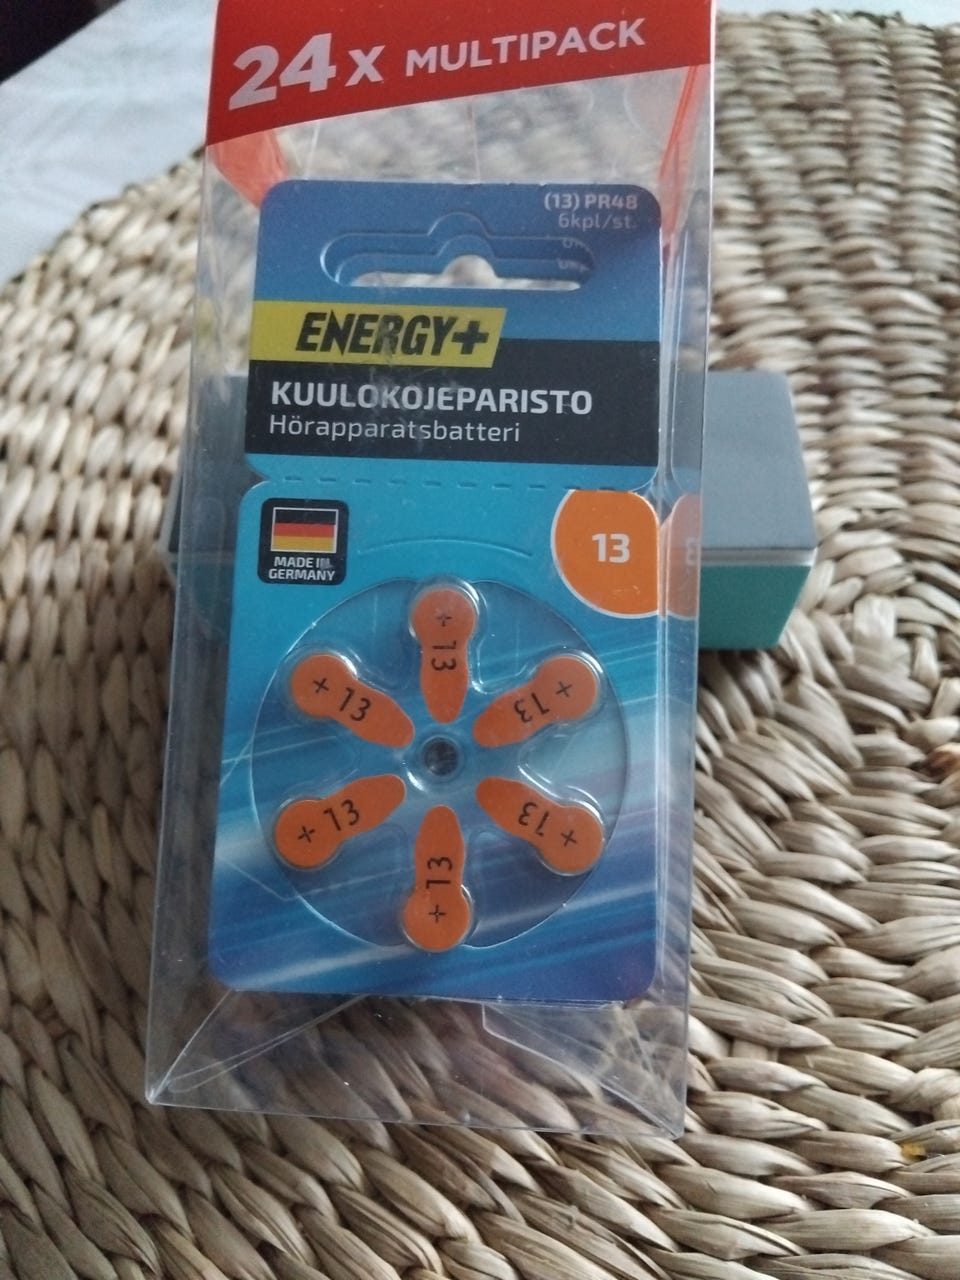 24 X MULTIPACK
(13) PR48
6kpl/st.
ENERGY+
KUULOKOJEPARISTO
Hörapparatsbatteri
MADE IN
GERMANY
13
+ 13
+ 13
+ 13
+ 13
+ 13
+ 13